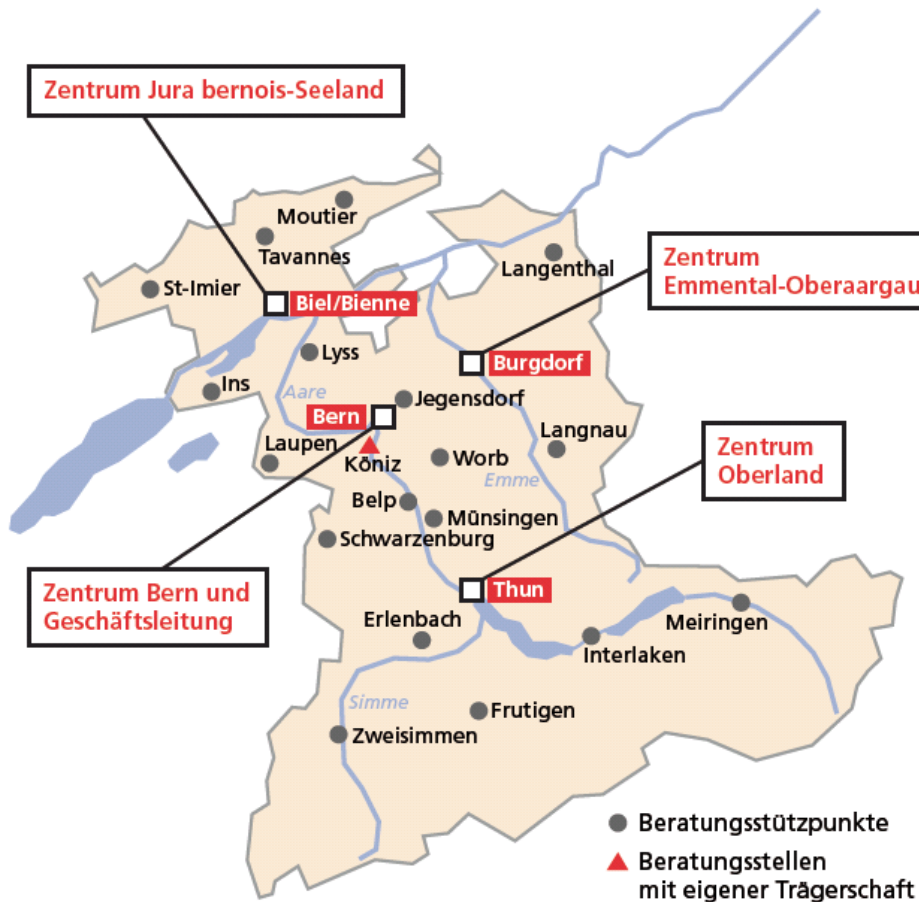 Zentrum Jura bernois-Seeland
Moutier
Tavannes
St-Imier
Langenthal
Zentrum
Emmental-Oberaargau
Biel/Bienne
Lyss
Burgdorf
Ins
Aare
Jegensdorf
Bern
Laupen
Köniz
Worb
Langnau
Zentrum
Oberland
Emme
Belp
Münsingen
Schwarzenburg
Zentrum Bern und
Geschäftsleitung
Thun
Erlenbach
Meiringen
Interlaken
Simme
Frutigen
Zweisimmen
Beratungsstützpunkte
Beratungsstellen
mit eigener Trägerschaft